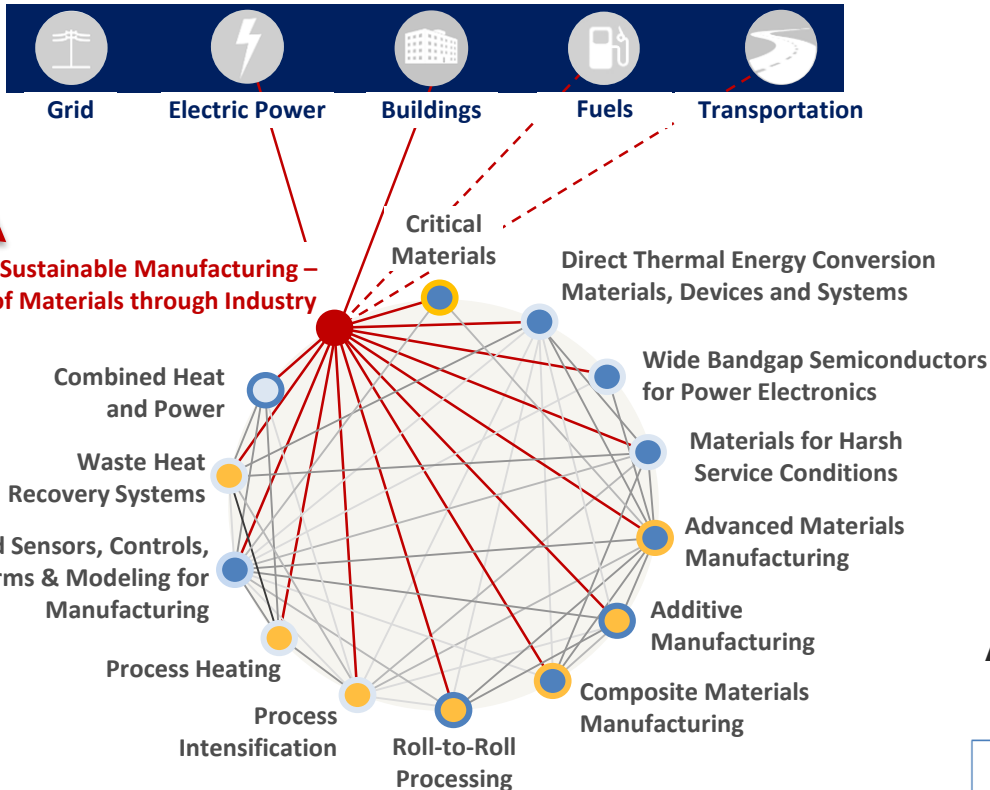 Grid
Electric Power
Buildings
Fuels
Transportation
Critical
Materials
Sustainable Manufacturing –
of Materials through Industry
Direct Thermal Energy Conversion
Materials, Devices and Systems
Wide Bandgap Semiconductors
for Power Electronics
Combined Heat
and Power
Materials for Harsh
Service Conditions
Waste Heat
Recovery Systems
Advanced Materials
Manufacturing
Sensors, Controls,
& Modeling for
Manufacturing
Additive
Manufacturing
Process Heating
Composite Materials
Manufacturing
Process
Intensification
Roll-to-Roll
Processing